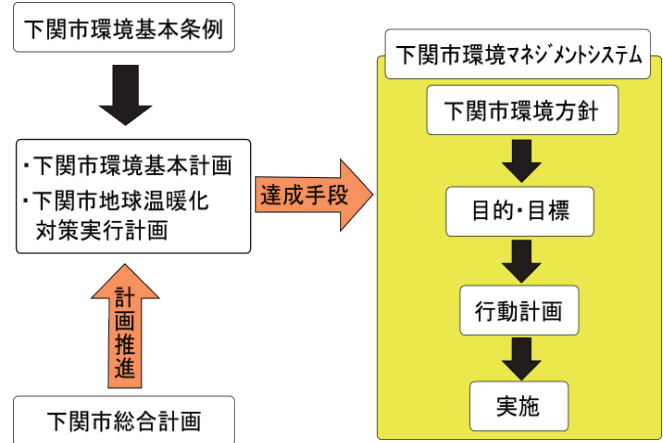 下関市環境基本条例
・下関市環境基本計画
・下関市地球温暖化
対策実行計画
計画推進
下関市総合計画
達成手段
下関市環境ﾏﾈｼﾞﾒﾝﾄｼｽﾃﾑ
下関市環境方針
目的・目標
行動計画
実施